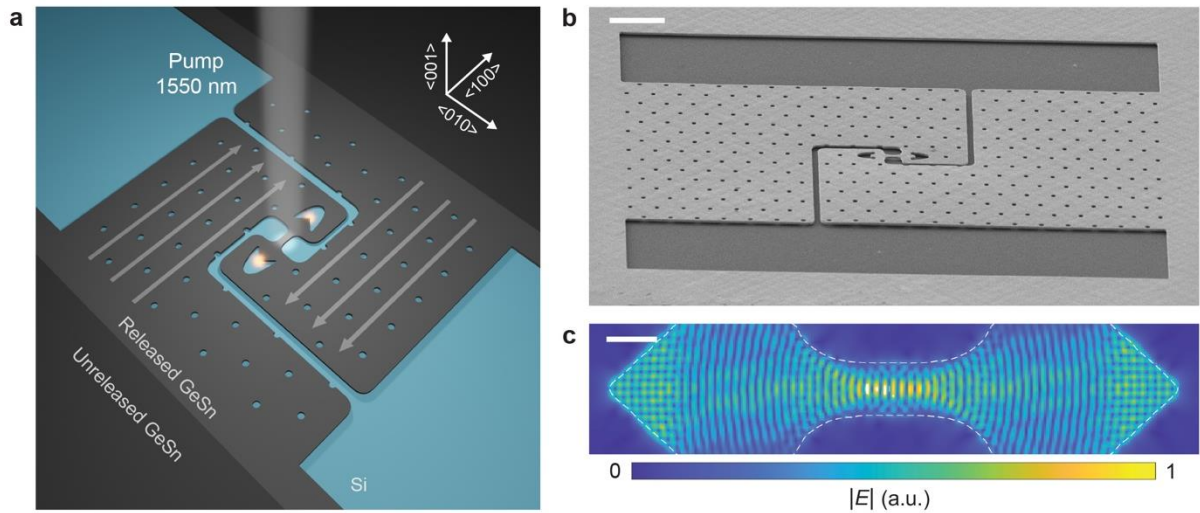 a
Pump
1550 nm
<001>
<100>
<010>
Released GeSn
Unreleased GeSn
Si
b
c
0
1
|E| (a.u.)